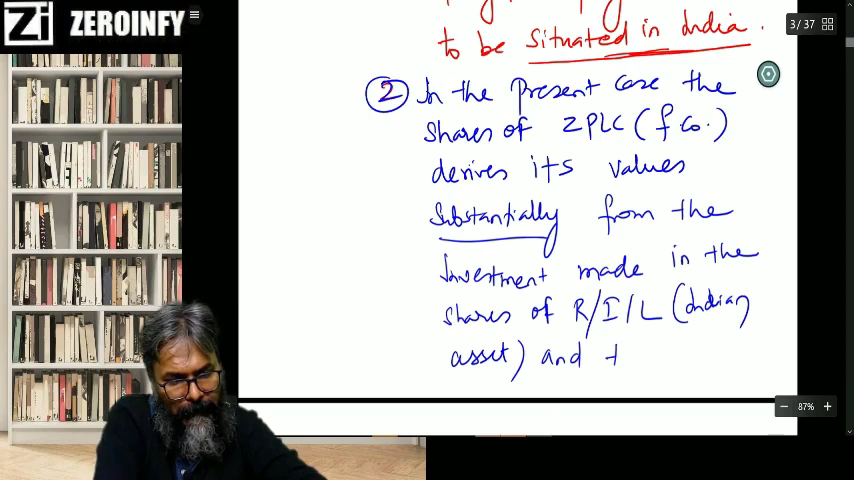 Zi ZEROINFY
3 / 37
to be Situated in India.
2 In the Present Case the
Shares of ZPLC (f Co.)
derives its values
Substantially from the
Investment made in the
shares of R/I/L (Indian
asset) and t
87%